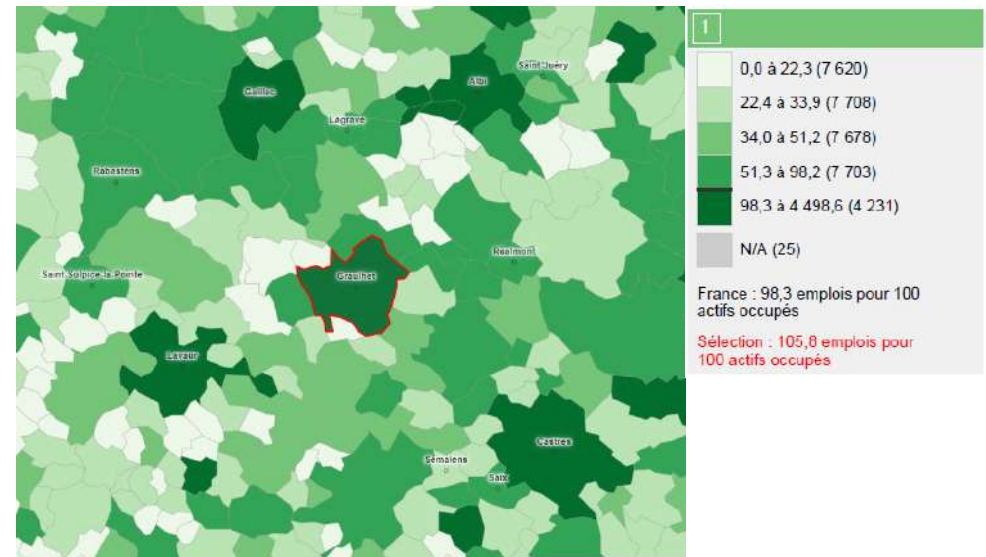 Saint-Juéry
Albi
Gaillac
Lagrave
Rabastens
Réalmont
Graulhet
Saint-Sulpice-la-Pointe
Lavaur
Castres
Sémalens
Saïx
1
0,0 à 22,3 (7 620)
22,4 à 33,9 (7 708)
34,0 à 51,2 (7 678)
51,3 à 98,2 (7 703)
98,3 à 4 498,6 (4 231)
N/A (25)
France : 98,3 emplois pour 100
actifs occupés
Sélection : 105,8 emplois pour
100 actifs occupés